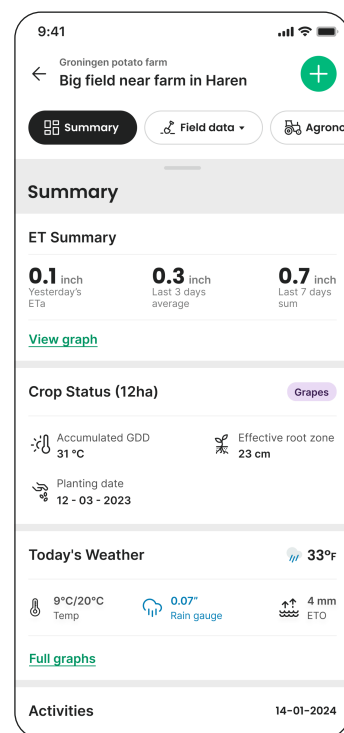 9:41
Groningen potato farm
Big field near farm in Haren
Summary
Field data
Agrono
Summary
ET Summary
0.1 inch
Yesterday's
ETa
0.3 inch
Last 3 days
average
0.7 inch
Last 7 days
sum
View graph
Crop Status (12ha)
Grapes
Accumulated GDD
31 °C
Effective root zone
23 cm
Planting date
12 - 03 - 2023
Today's Weather
33°F
9°C/20°C
Temp
0.07"
Rain gauge
4 mm
ETO
Full graphs
Activities
14-01-2024